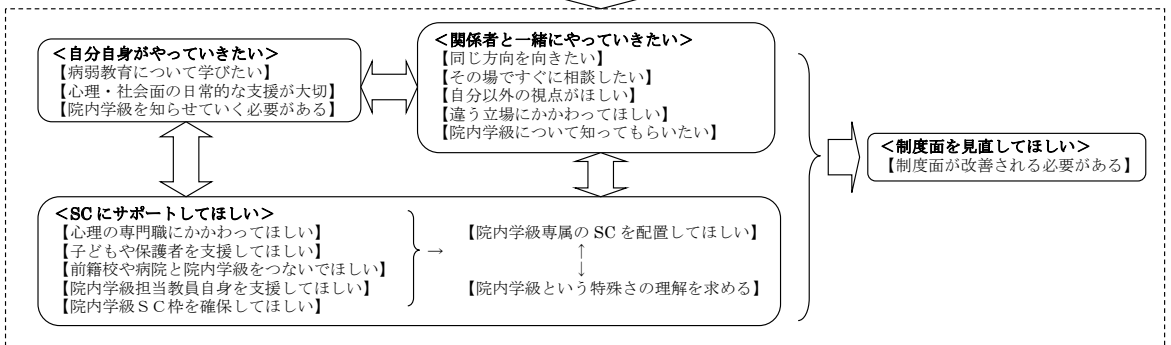 ＜自分自身がやっていきたい＞
【病弱教育について学びたい】
【心理・社会面の日常的な支援が大切】
【院内学級を知らせていく必要がある】
＜関係者と一緒にやっていきたい＞
【同じ方向を向きたい】
【その場ですぐに相談したい】
【自分以外の視点がほしい】
【違う立場にかかわってほしい】
【院内学級について知ってもらいたい】
＜SCにサポートしてほしい＞
【心理の専門職にかかわってほしい】
【子どもや保護者を支援してほしい】
【前籍校や病院と院内学級をつないでほしい】
【院内学級担当教員自身を支援してほしい】
【院内学級ＳＣ枠を確保してほしい】
→
【院内学級専属の SC を配置してほしい】
↑
↓
【院内学級という特殊さの理解を求める】
＜制度面を見直してほしい＞
【制度面が改善される必要がある】